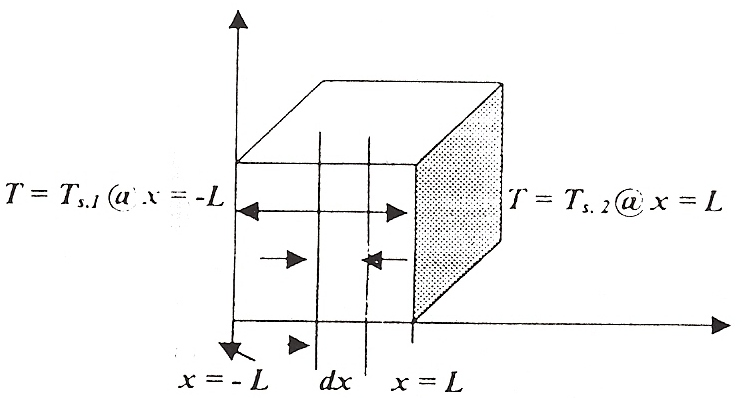 T = Ts.1 @ x = -L
T = Ts. 2 @ x = L
x = - L dx x = L